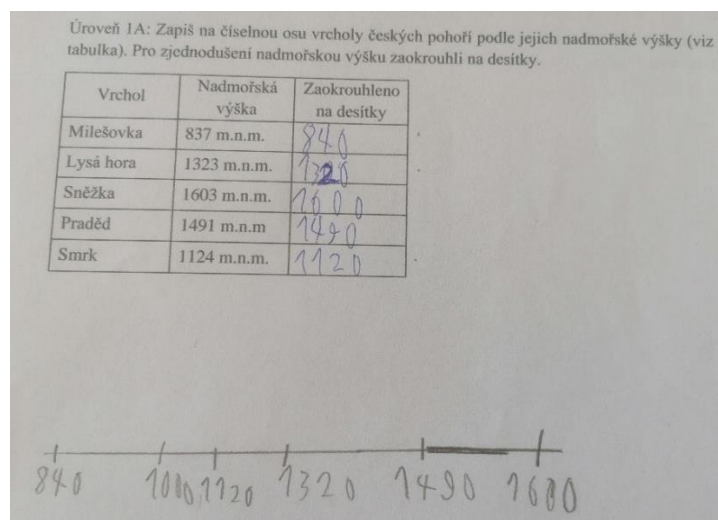 Úroveň 1A: Zapiš na číselnou osu vrcholy českých pohoří podle jejich nadmořské výšky (viz
tabulka). Pro zjednodušení nadmořskou výšku zaokrouhli na desítky.
Vrchol Nadmořská výška Zaokrouhleno na desítky
Milešovka 837 m.n.m. 840
Lysá hora 1323 m.n.m. 1320
Sněžka 1603 m.n.m. 1600
Praděd 1491 m.n.m 1490
Smrk 1124 m.n.m. 1120
840 1000 1120 1320 1490 1600